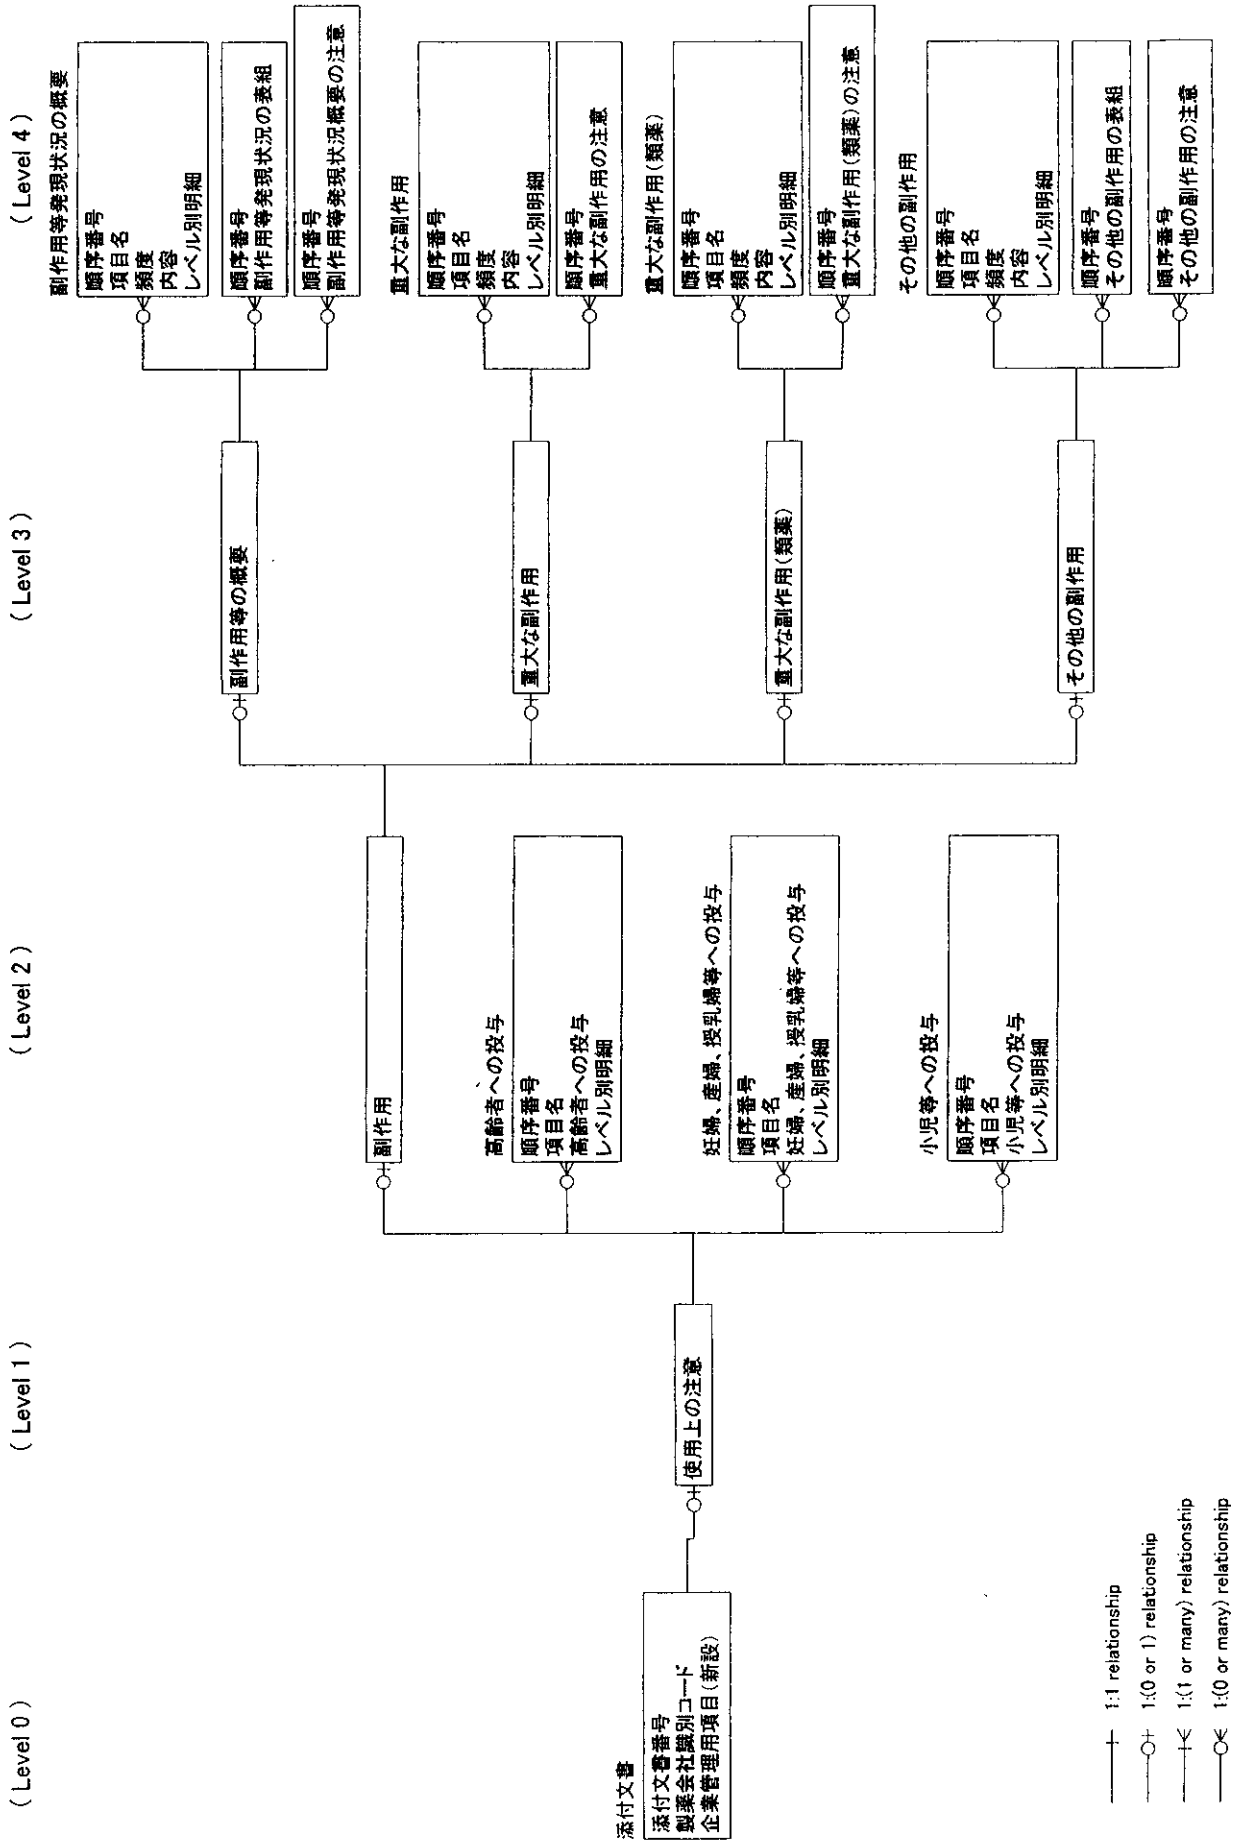 (Level 0)
(Level 1)
(Level 2)
(Level 3)
(Level 4)
添付文書
添付文書番号
製薬会社識別コード
企業管理用項目(新設)
使用上の注意
副作用
高齢者への投与
順序番号
項目名
高齢者への投与
レベル別明細
妊婦、産婦、授乳婦等への投与
順序番号
項目名
妊婦、産婦、授乳婦等への投与
レベル別明細
小児等への投与
順序番号
項目名
小児等への投与
レベル別明細
副作用等の概要
重大な副作用
重大な副作用(類薬)
その他の副作用
副作用等発現状況の概要
順序番号
項目名
頻度
内容
レベル別明細
順序番号
副作用等発現状況の表組
順序番号
副作用等発現状況概要の注意
重大な副作用
順序番号
項目名
頻度
内容
レベル別明細
順序番号
重大な副作用の注意
重大な副作用(類薬)
順序番号
項目名
頻度
内容
レベル別明細
順序番号
重大な副作用(類薬)の注意
その他の副作用
順序番号
項目名
頻度
内容
レベル別明細
順序番号
その他の副作用の表組
順序番号
その他の副作用の注意
1:1 relationship
1:(0 or 1) relationship
1:(1 or many) relationship
1:(0 or many) relationship